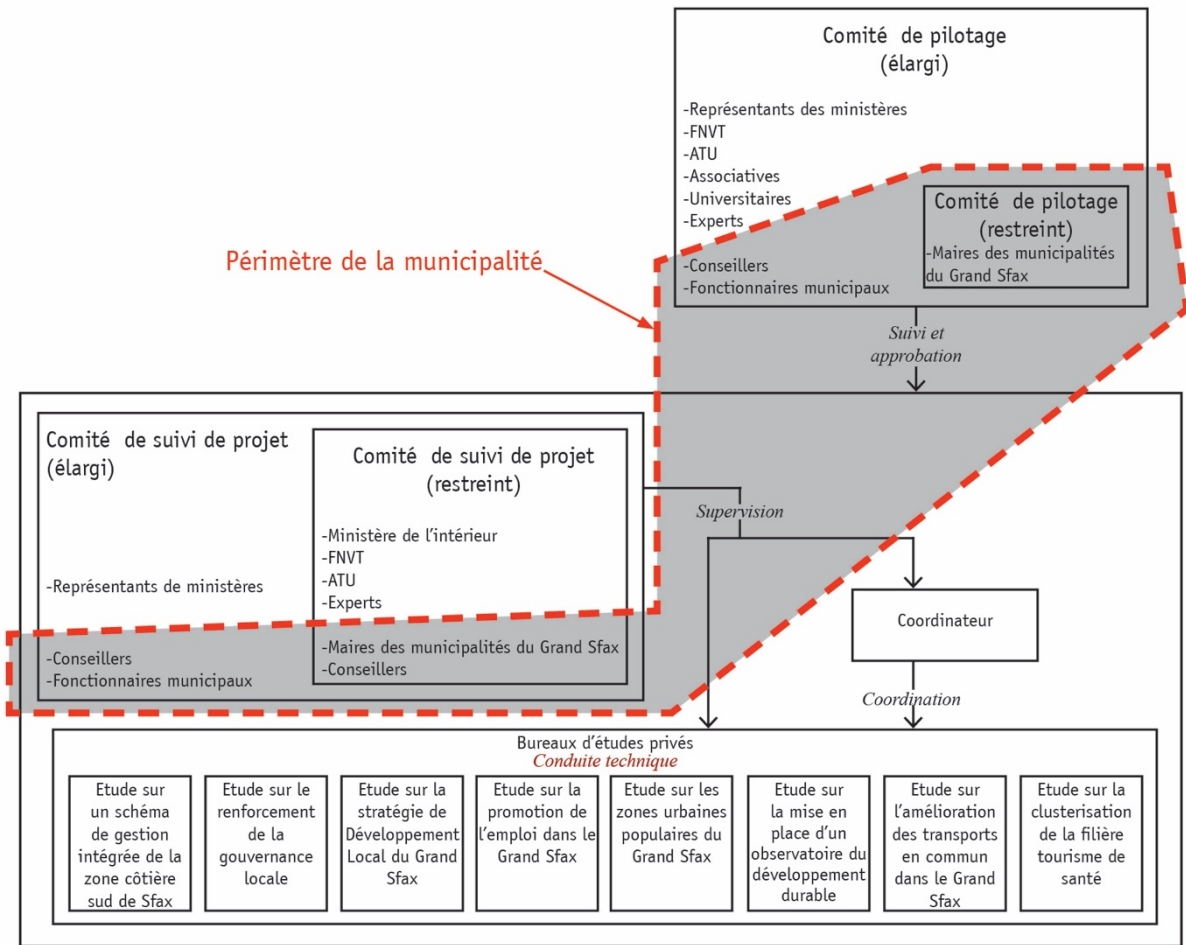 Comité de pilotage
(élargi)
-Représentants des ministères
-FNVT
-ATU
-Associatives
-Universitaires
-Experts
-Conseillers
-Fonctionnaires municipaux
Comité de pilotage
(restreint)
-Maires des municipalités
du Grand Sfax
Périmètre de la municipalité
Suivi et
approbation
Comité de suivi de projet
(élargi)
-Représentants de ministères
-Conseillers
-Fonctionnaires municipaux
Comité de suivi de projet
(restreint)
-Ministère de l'intérieur
-FNVT
-ATU
-Experts
-Maires des municipalités du Grand Sfax
-Conseillers
Supervision
Coordinateur
Coordination
Bureaux d'études privés
Conduite technique
Etude sur
un schéma
de gestion
intégrée de la
zone côtière
sud de Sfax
Etude sur le
renforcement
de la
gouvernance
locale
Etude sur la
stratégie de
Développement
Local du Grand
Sfax
Etude sur la
promotion de
l'emploi dans le
Grand Sfax
Etude sur les
zones urbaines
populaires du
Grand Sfax
Etude sur
la mise en
place d'un
observatoire du
développement
durable
Etude sur
l'amélioration
des transports
en commun
dans le Grand
Sfax
Etude sur la
clusterisation
de la filière
tourisme de
santé